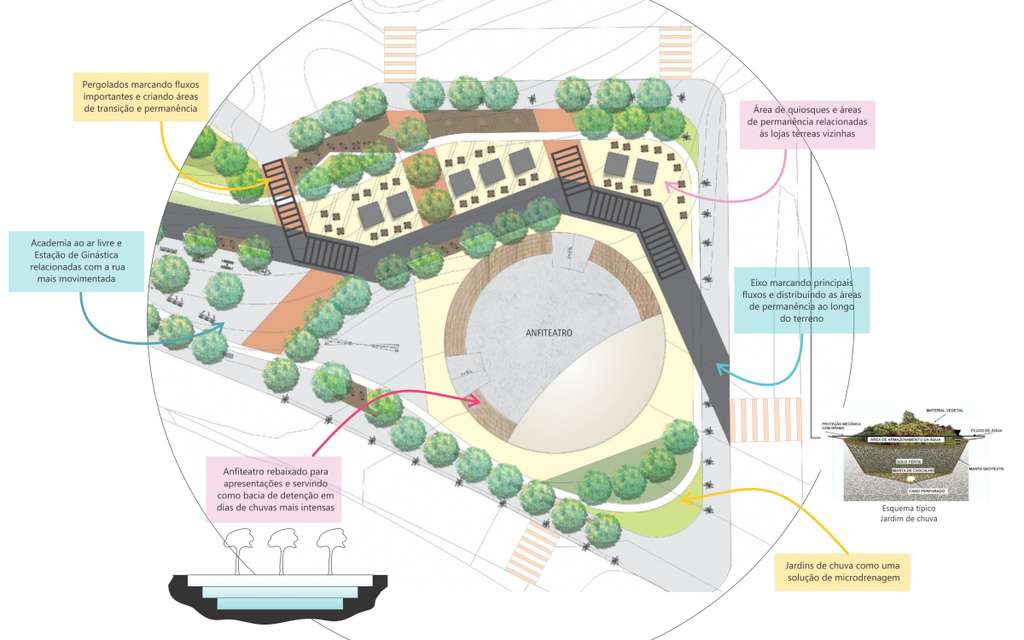 Pergolados marcando fluxos
importantes e criando áreas
de transição e permanência
Área de quiosques e áreas
de permanência relacionadas
às lojas térreas vizinhas
Academia ao ar livre e
Estação de Ginástica
relacionadas com a rua
mais movimentada
Eixo marcando principais
fluxos e distribuindo as áreas
de permanência ao longo
do terreno
ANFITEATRO
Anfiteatro rebaixado para
apresentações e servindo
como bacia de detenção em
dias de chuvas mais intensas
MATERIAL VEGETAL
PROTEÇÃO MECÂNICA
FLUXO DE ÁGUA
ÁREA DE ARMAZENAMENTO DA ÁGUA
SOLO FÉRTIL
MANTA DE CASCALHO
CANO PERFURADO
Esquema típico
Jardim de chuva
Jardins de chuva como uma
solução de microdrenagem